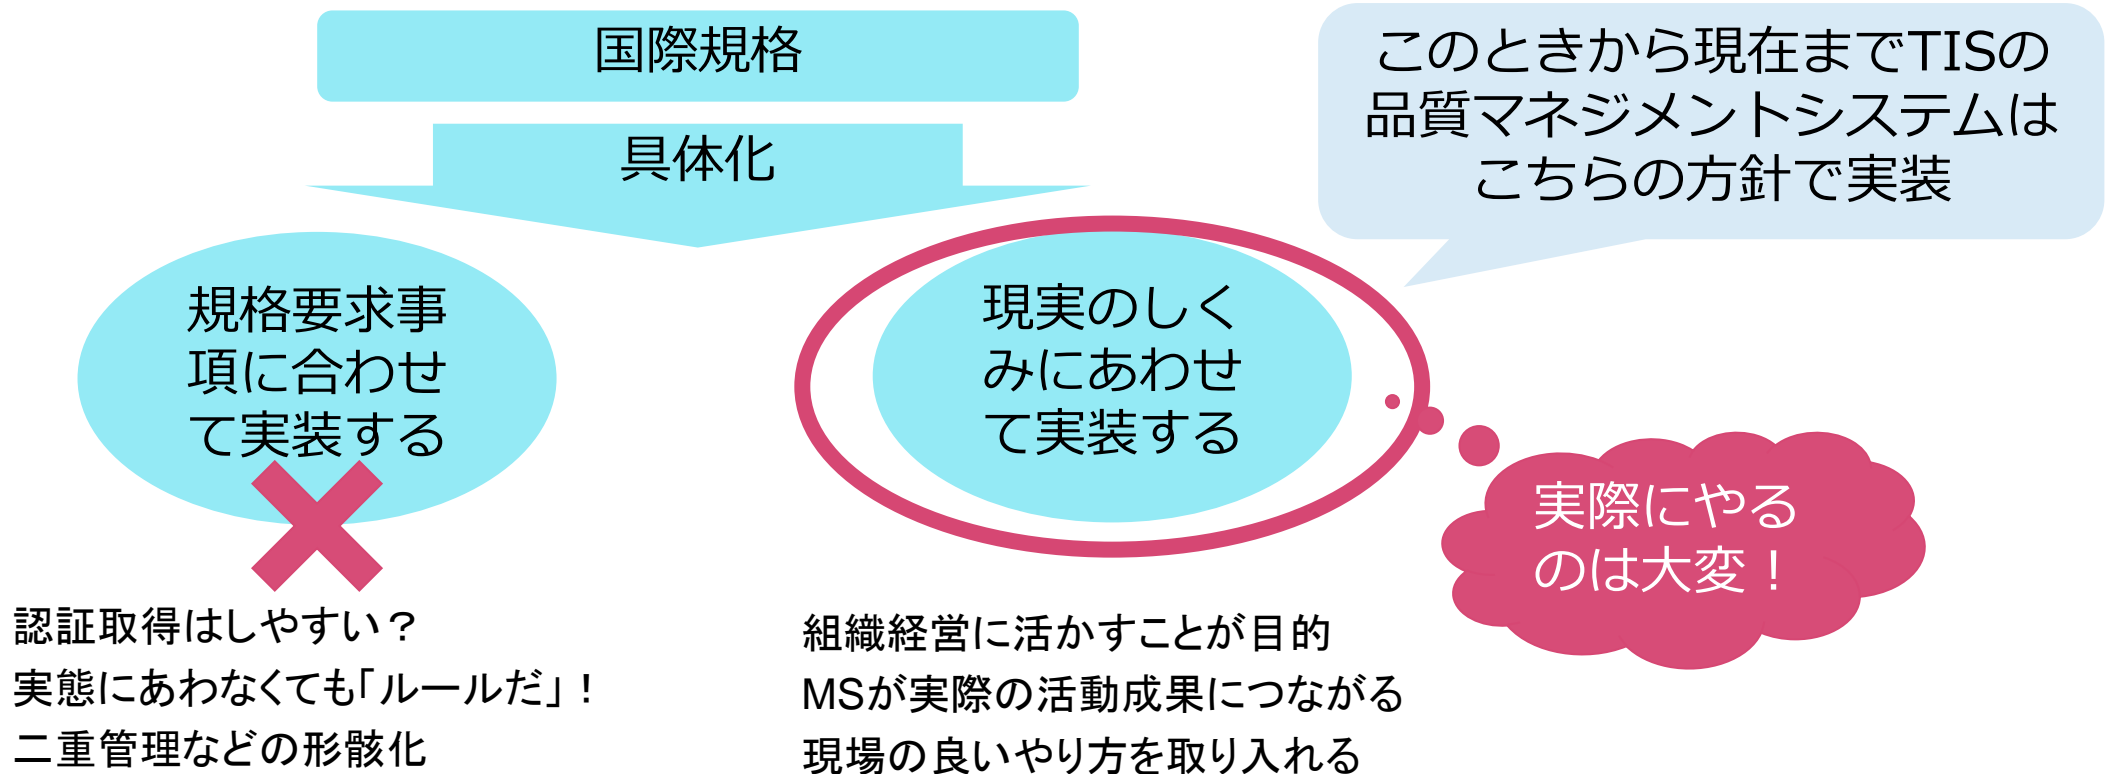 国際規格
具体化
このときから現在までTISの
品質マネジメントシステムは
こちらの方針で実装
規格要求事
項に合わせ
て実装する
現実のしく
みにあわせ
て実装する
実際にやる
のは大変！
認証取得はしやすい？
実態にあわなくても「ルールだ」！
二重管理などの形骸化
組織経営に活かすことが目的
MSが実際の活動成果につながる
現場の良いやり方を取り入れる